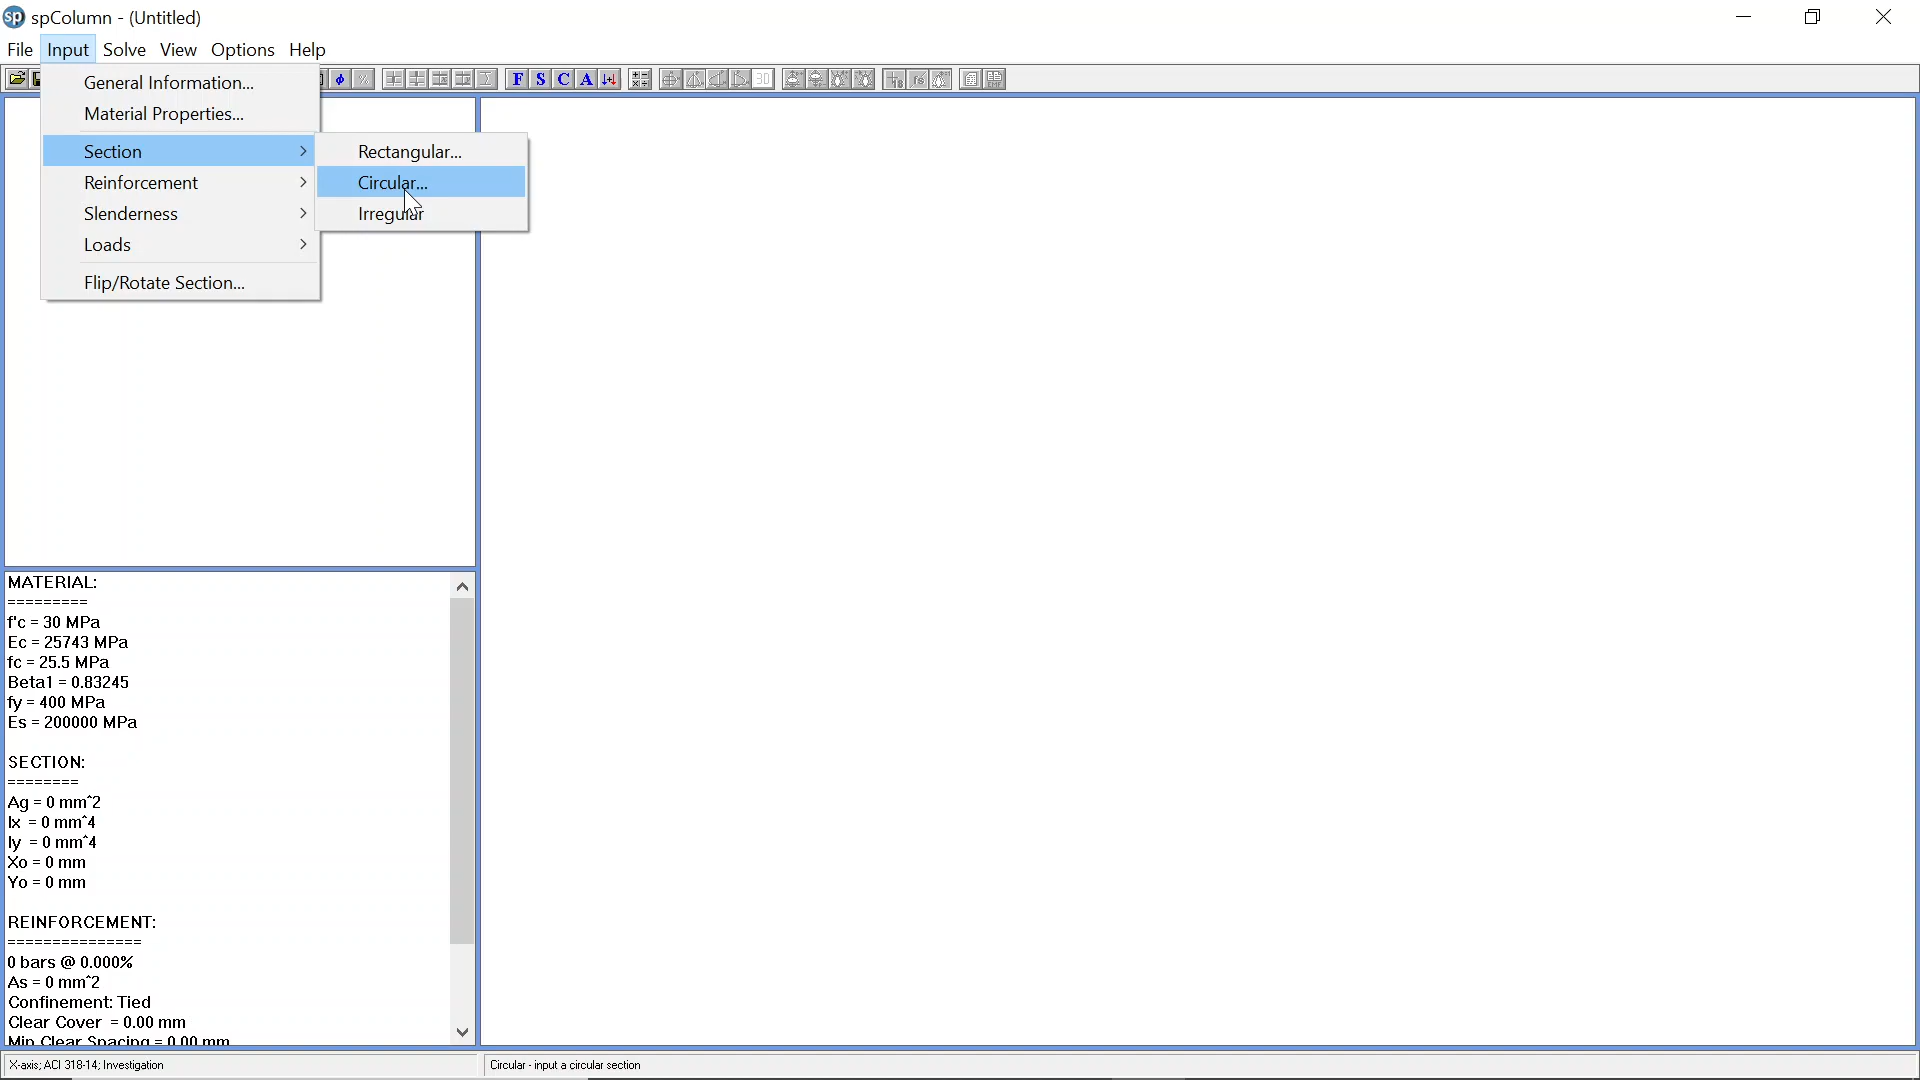 sp spColumn - (Untitled)
File Input Solve View Options Help
F S C A 3D
General Information...
Material Properties...
Section
Reinforcement
Slenderness
Loads
Flip/Rotate Section...
Rectangular...
Circular...
Irregular
MATERIAL:
=========
f'c = 30 MPa
Ec = 25743 MPa
fc = 25.5 MPa
Beta1 = 0.83245
fy = 400 MPa
Es = 200000 MPa
SECTION:
========
Ag = 0 mm^2
Ix = 0 mm^4
Iy = 0 mm^4
Xo = 0 mm
Yo = 0 mm
REINFORCEMENT:
===============
0 bars @ 0.000%
As = 0 mm^2
Confinement: Tied
Clear Cover = 0.00 mm
Min Clear Spacing = 0.00 mm
X-axis; ACI 318-14; Investigation
Circular - input a circular section